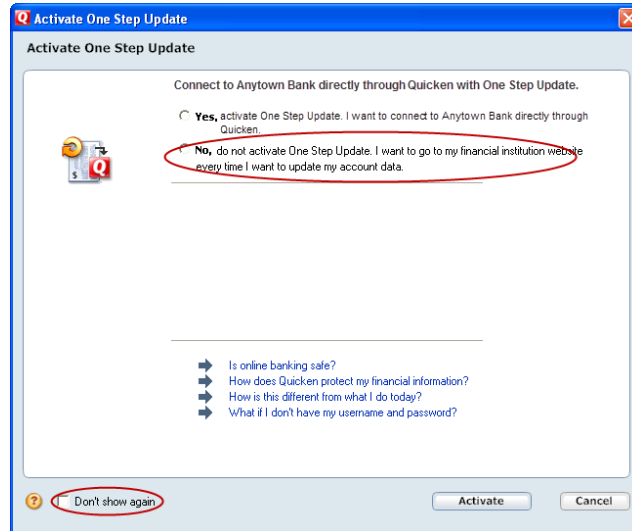 Activate One Step Update
Activate One Step Update
Connect to Anytown Bank directly through Quicken with One Step Update.
Yes, activate One Step Update. I want to connect to Anytown Bank directly through
Quicken.
No, do not activate One Step Update. I want to go to my financial institution website
every time I want to update my account data.
Is online banking safe?
How does Quicken protect my financial information?
How is this different from what I do today?
What if I don't have my username and password?
Don't show again
Activate
Cancel